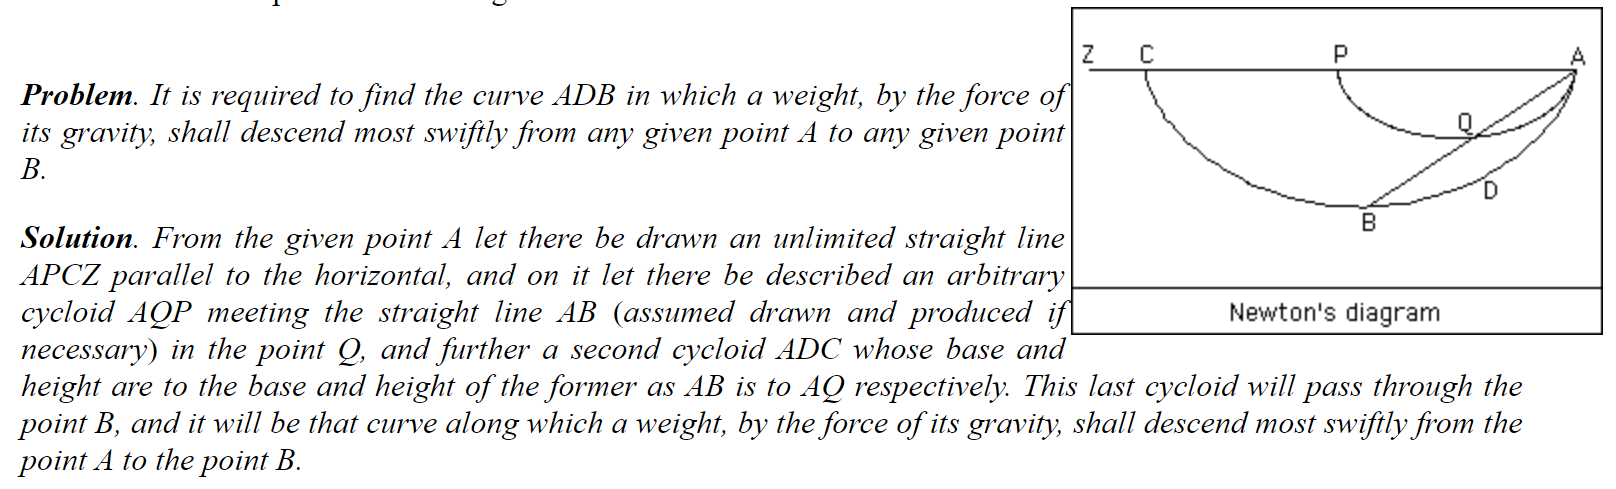 Problem. It is required to find the curve ADB in which a weight, by the force of
its gravity, shall descend most swiftly from any given point A to any given point
B.
Solution. From the given point A let there be drawn an unlimited straight line
APCZ parallel to the horizontal, and on it let there be described an arbitrary
cycloid AQP meeting the straight line AB (assumed drawn and produced if
necessary) in the point Q, and further a second cycloid ADC whose base and
height are to the base and height of the former as AB is to AQ respectively. This last cycloid will pass through the
point B, and it will be that curve along which a weight, by the force of its gravity, shall descend most swiftly from the
point A to the point B.
Z C P A
Q
D
B
Newton's diagram